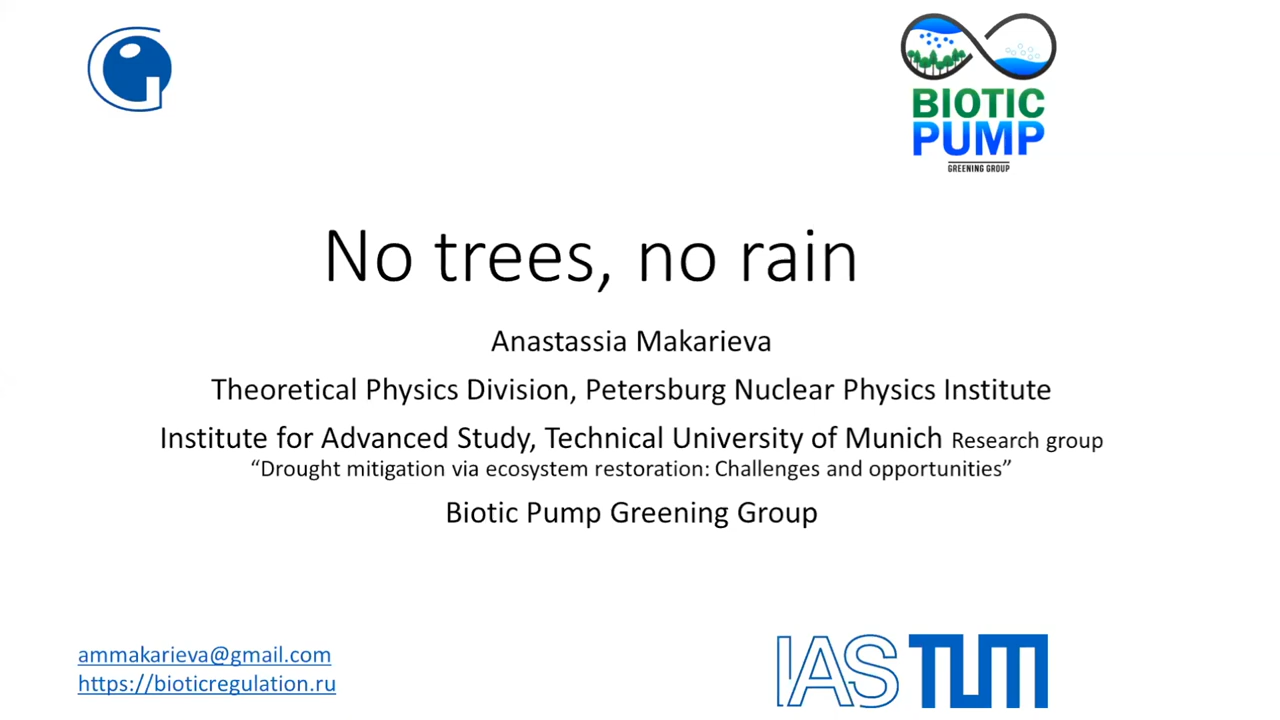 BIOTIC
PUMP
GREENING GROUP
No trees, no rain
Anastassia Makarieva
Theoretical Physics Division, Petersburg Nuclear Physics Institute
Institute for Advanced Study, Technical University of Munich Research group
“Drought mitigation via ecosystem restoration: Challenges and opportunities”
Biotic Pump Greening Group
ammakarieva@gmail.com
https://bioticregulation.ru
IAS TUM